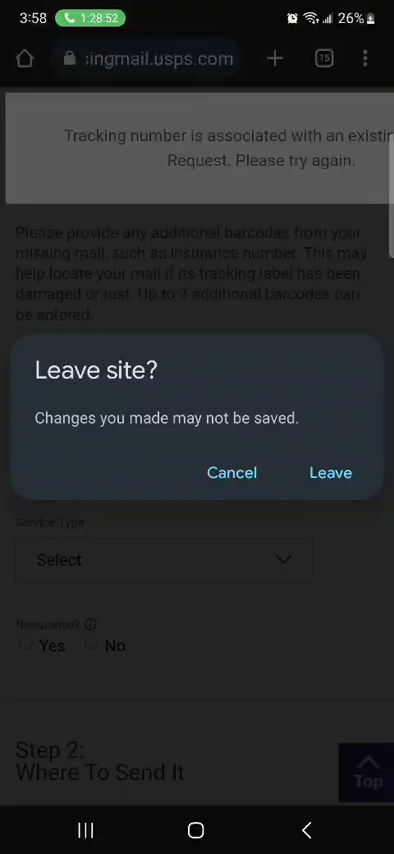 3:58 1:28:52 26%
singmail.usps.com 15
Tracking number is associated with an existin
Request. Please try again.
Please provide any additional barcodes from your
missing mail, such as insurance number. This may
help locate your mail if its tracking label has been
damaged or lost. Up to 3 additional barcodes can
be entered.
Leave site?
Changes you made may not be saved.
Cancel Leave
Service Type
Select
*Insurance?
Yes No
Step 2:
Where To Send It
Top